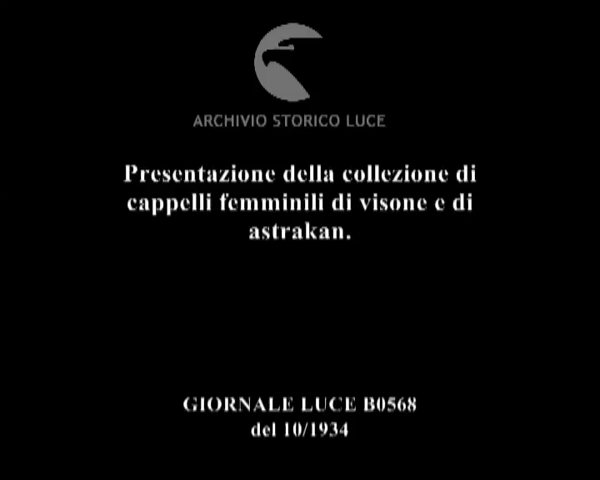 ARCHIVIO STORICO LUCE
Presentazione della collezione di
cappelli femminili di visone e di
astrakan.
GIORNALE LUCE B0568
del 10/1934